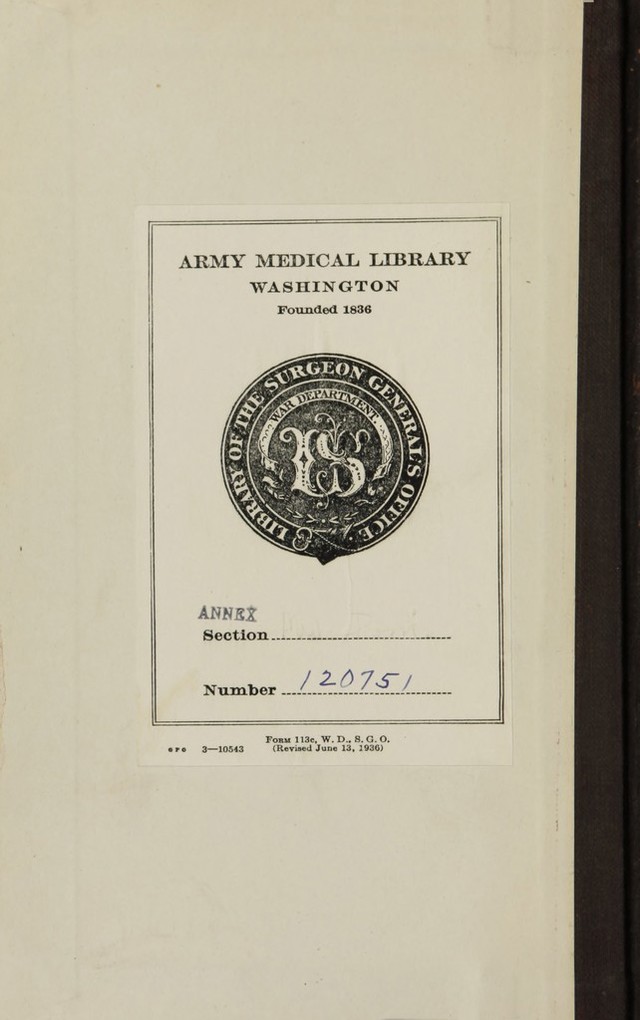 ARMY MEDICAL LIBRARY
WASHINGTON
Founded 1836
LIBRARY OF THE SURGEON GENERAL'S OFFICE
WAR DEPARTMENT
US
ANNEX
Section
Number 120751
FORM 113c, W. D., S. G. O.
GPO 3—10543 (Revised June 13, 1936)